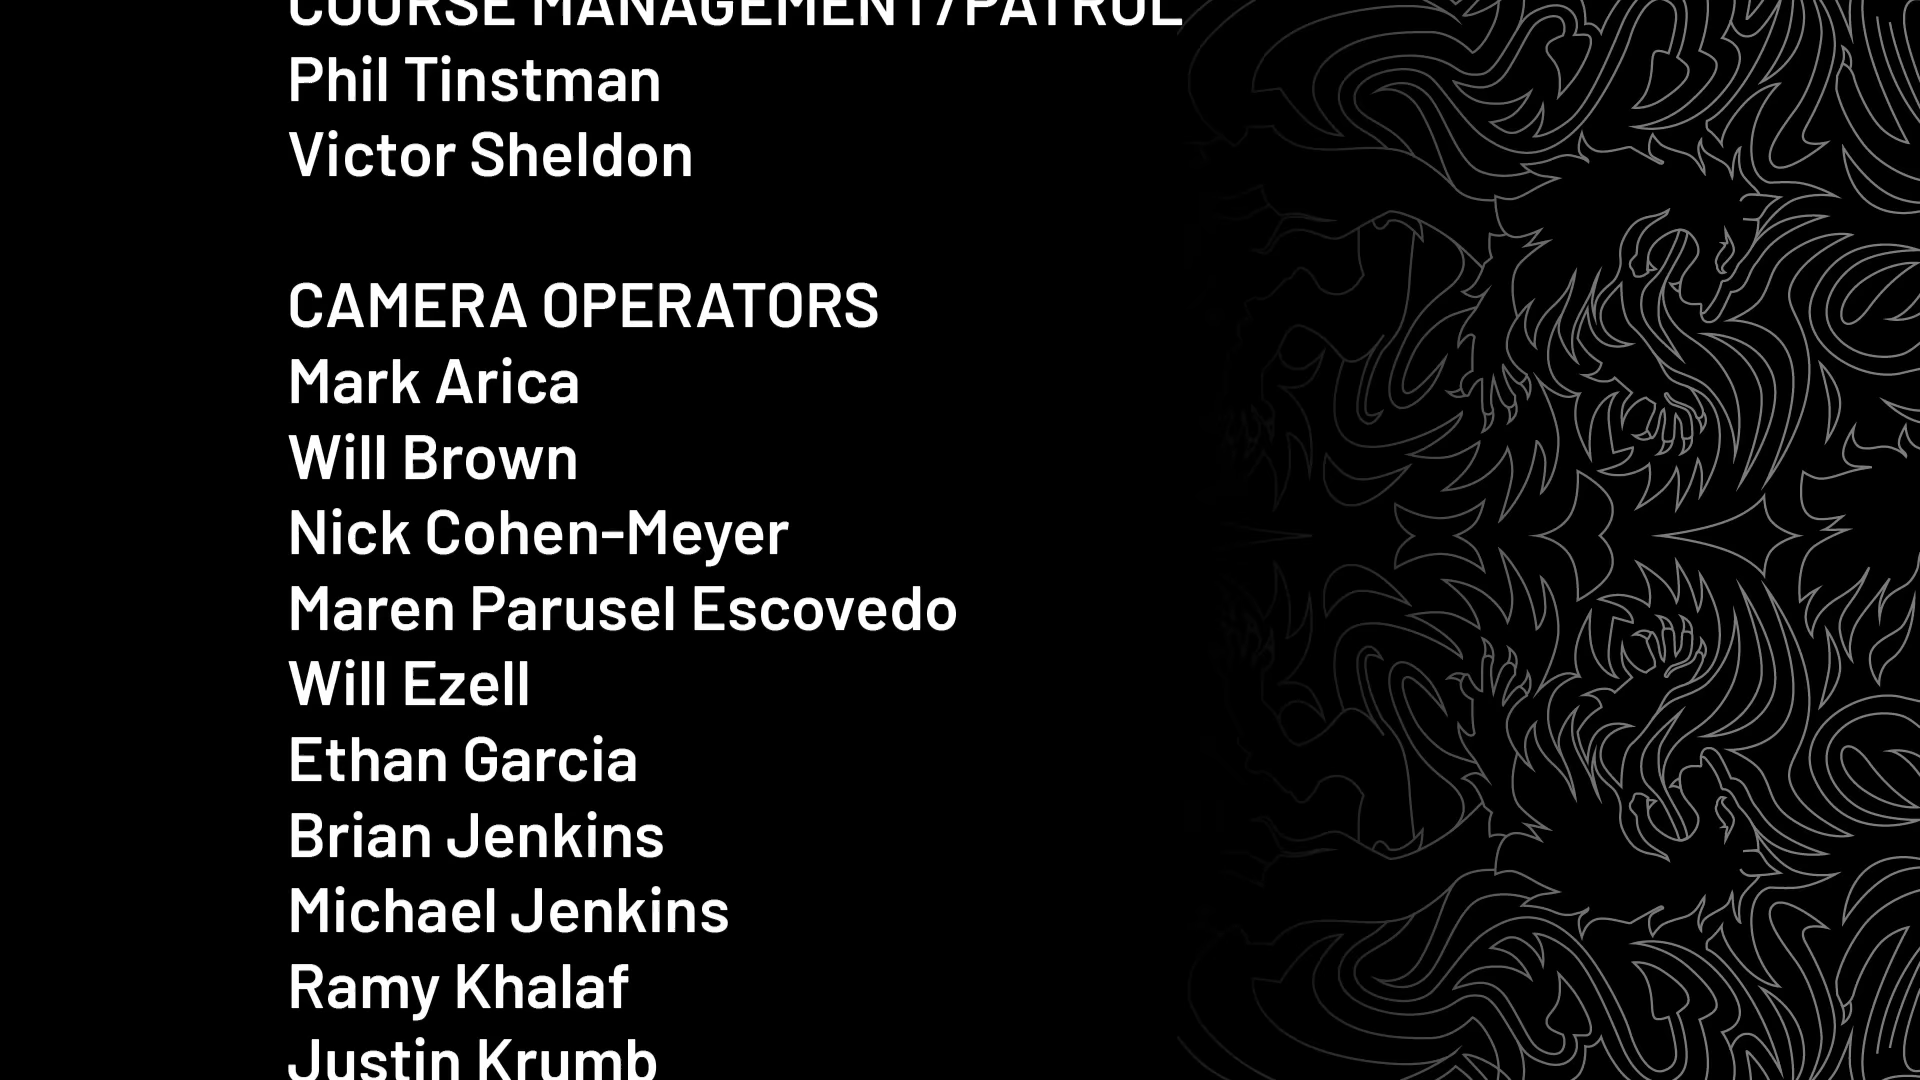 COURSE MANAGEMENT/PATROL
Phil Tinstman
Victor Sheldon
CAMERA OPERATORS
Mark Arica
Will Brown
Nick Cohen-Meyer
Maren Parusel Escovedo
Will Ezell
Ethan Garcia
Brian Jenkins
Michael Jenkins
Ramy Khalaf
Justin Krumb